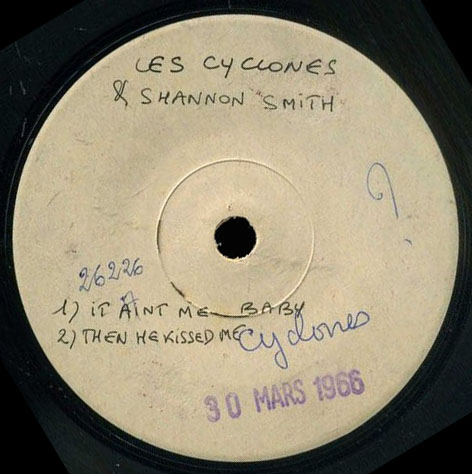 LES CYCLONES
& SHANNON SMITH
?
26226
1) IT AINT ME BABY
2) THEN HE KISSED ME
Cyclones
30 MARS 1966